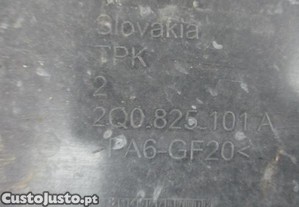 Slovakia
TPK
2
2Q0.825.101 A
>PA6-GF20<
CustoJusto.pt